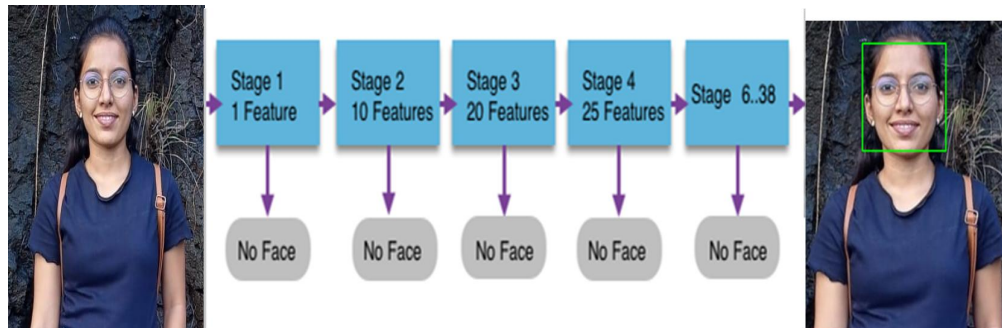 Stage 1
1 Feature
Stage 2
10 Features
Stage 3
20 Features
Stage 4
25 Features
Stage 6..38
No Face
No Face
No Face
No Face
No Face